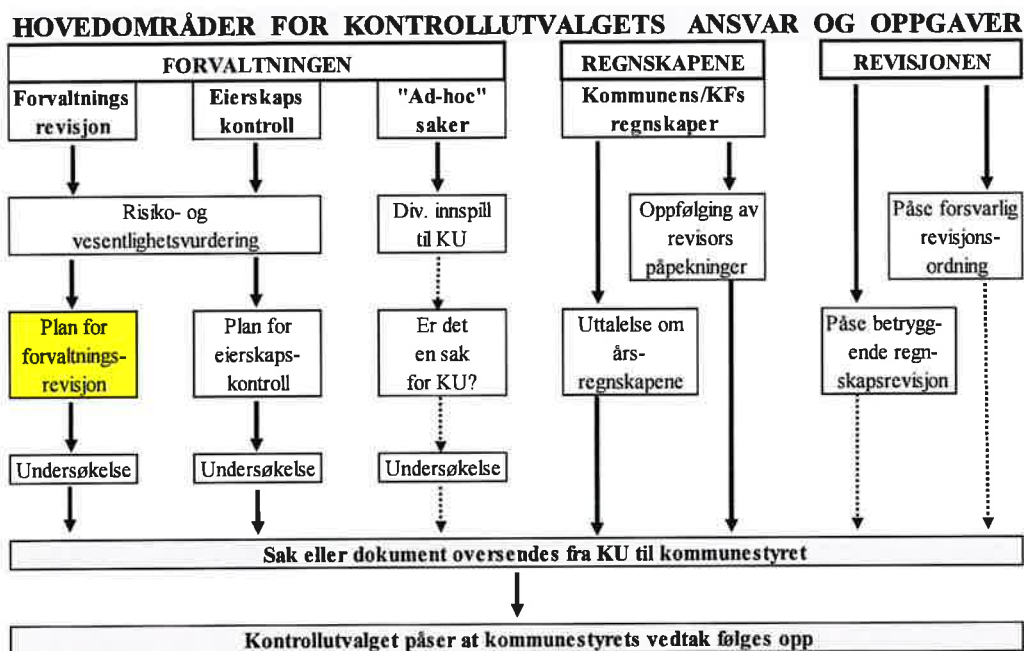 HOVEDOMRÅDER FOR KONTROLLUTVALGETS ANSVAR OG OPPGAVER
FORVALTNINGEN
REGNSKAPENE
REVISJONEN
Forvaltnings
revisjon
Eierskaps
kontroll
"Ad-hoc"
saker
Kommunens/KFs
regnskaper
Risiko- og
vesentlighetsvurdering
Div. innspill
til KU
Oppfølging av
revisors
påpekninger
Påse forsvarlig
revisjons-
ordning
Plan for
forvaltnings-
revisjon
Plan for
eierskaps-
kontroll
Er det
en sak
for KU?
Uttalelse om
års-
regnskapene
Påse betrygg-
ende regn-
skapsrevisjon
Undersøkelse
Undersøkelse
Undersøkelse
Sak eller dokument oversendes fra KU til kommunestyret
Kontrollutvalget påser at kommunestyrets vedtak følges opp